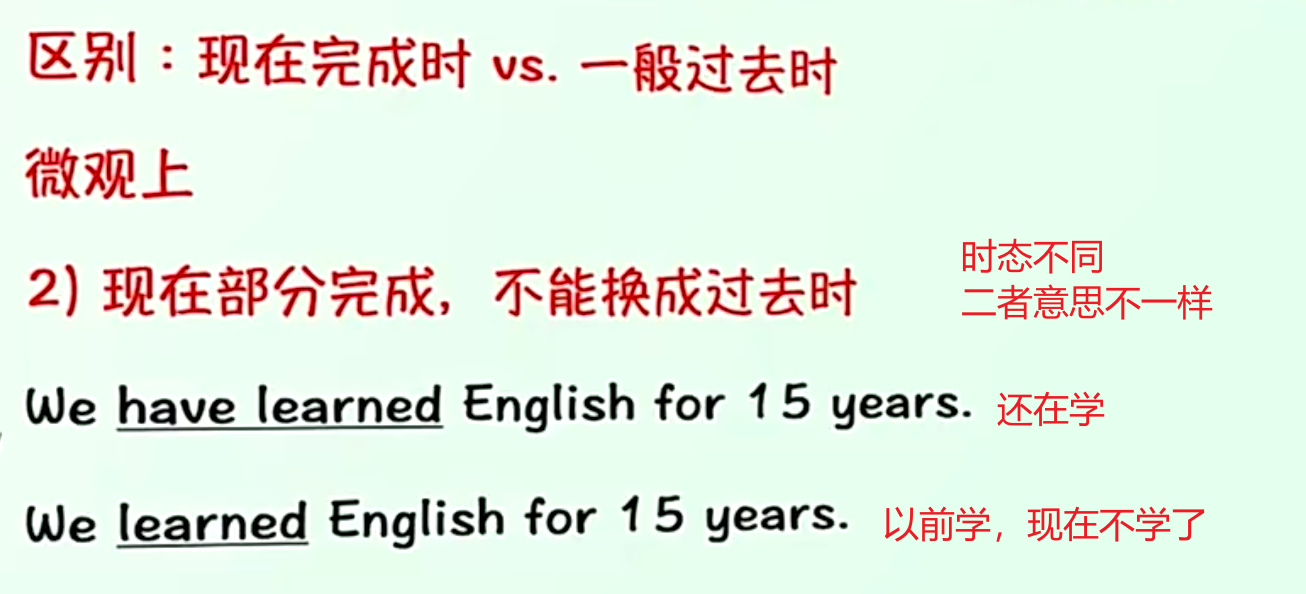 区别：现在完成时 vs. 一般过去时
微观上
2) 现在部分完成，不能换成过去时
时态不同
二者意思不一样
We have learned English for 15 years. 还在学
We learned English for 15 years. 以前学，现在不学了